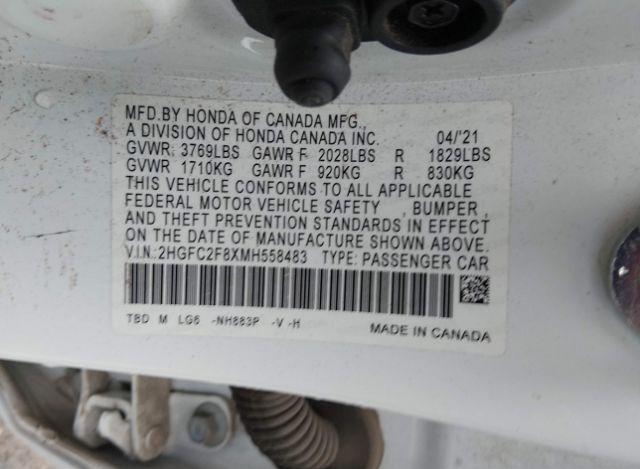 MFD.BY HONDA OF CANADA MFG.,
A DIVISION OF HONDA CANADA INC. 04/'21
GVWR 3769LBS GAWR F 2028LBS R 1829LBS
GVWR 1710KG GAWR F 920KG R 830KG
THIS VEHICLE CONFORMS TO ALL APPLICABLE
FEDERAL MOTOR VEHICLE SAFETY , BUMPER ,
AND THEFT PREVENTION STANDARDS IN EFFECT
ON THE DATE OF MANUFACTURE SHOWN ABOVE.
V.I.N.:2HGFC2F8XMH558483 TYPE: PASSENGER CAR
TBD M LG6 -NH883P -V -H MADE IN CANADA